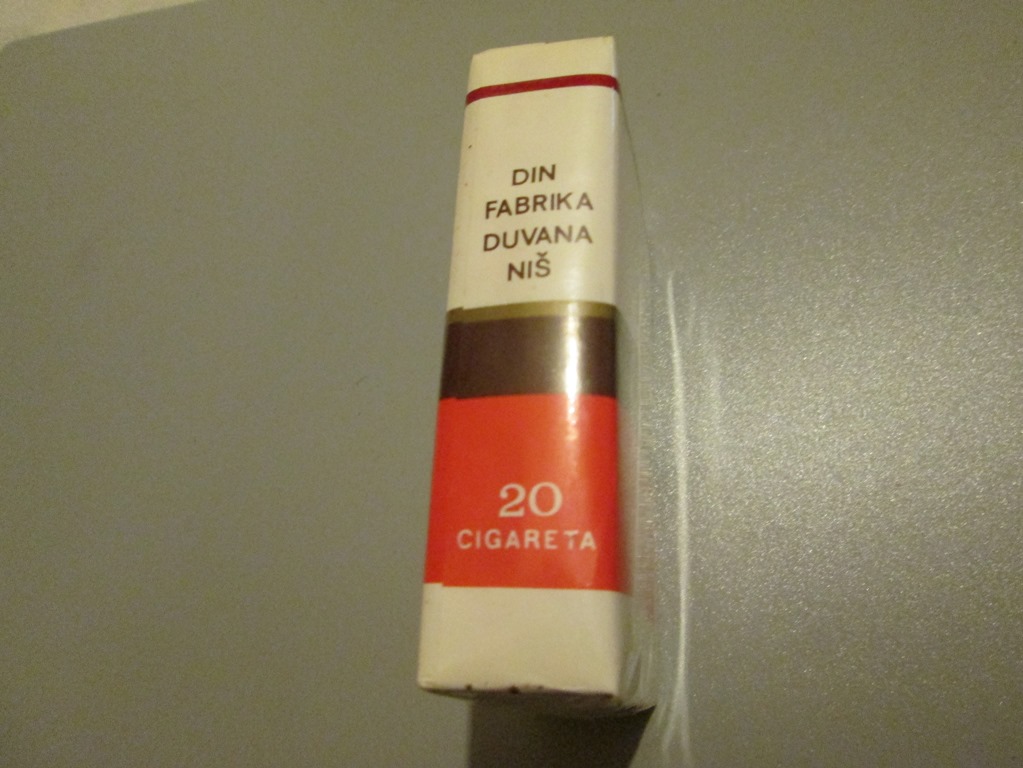 DIN
FABRIKA
DUVANA
NIŠ
20
CIGARETA